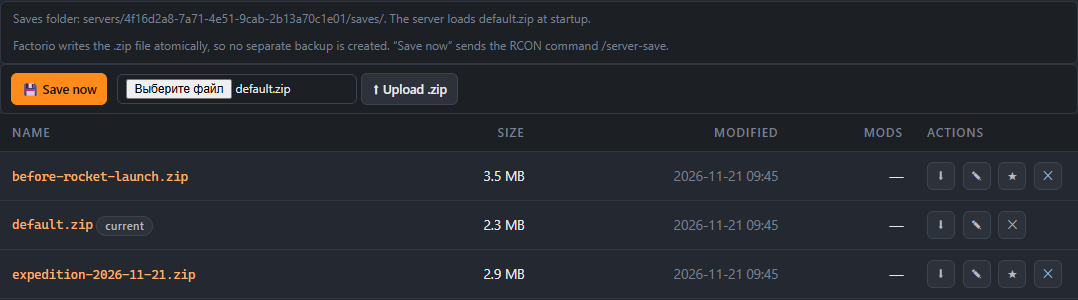 Saves folder: servers/4f16d2a8-7a71-4e51-9cab-2b13a70c1e01/saves/. The server loads default.zip at startup.
Factorio writes the .zip file atomically, so no separate backup is created. "Save now" sends the RCON command /server-save.
💾 Save now Выберите файл default.zip ⬆ Upload .zip
NAME SIZE MODIFIED MODS ACTIONS
before-rocket-launch.zip 3.5 MB 2026-11-21 09:45 — ⬇ ✎ ★ ✕
default.zip current 2.3 MB 2026-11-21 09:45 — ⬇ ✎ ✕
expedition-2026-11-21.zip 2.9 MB 2026-11-21 09:45 — ⬇ ✎ ★ ✕